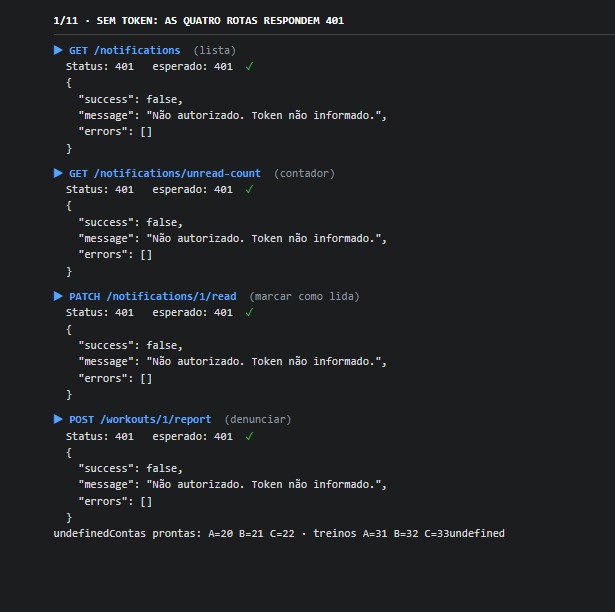 1/11 · SEM TOKEN: AS QUATRO ROTAS RESPONDEM 401
▶ GET /notifications (lista)
Status: 401 esperado: 401 ✓
{
"success": false,
"message": "Não autorizado. Token não informado.",
"errors": []
}
▶ GET /notifications/unread-count (contador)
Status: 401 esperado: 401 ✓
{
"success": false,
"message": "Não autorizado. Token não informado.",
"errors": []
}
▶ PATCH /notifications/1/read (marcar como lida)
Status: 401 esperado: 401 ✓
{
"success": false,
"message": "Não autorizado. Token não informado.",
"errors": []
}
▶ POST /workouts/1/report (denunciar)
Status: 401 esperado: 401 ✓
{
"success": false,
"message": "Não autorizado. Token não informado.",
"errors": []
}
undefinedContas prontas: A=20 B=21 C=22 · treinos A=31 B=32 C=33undefined